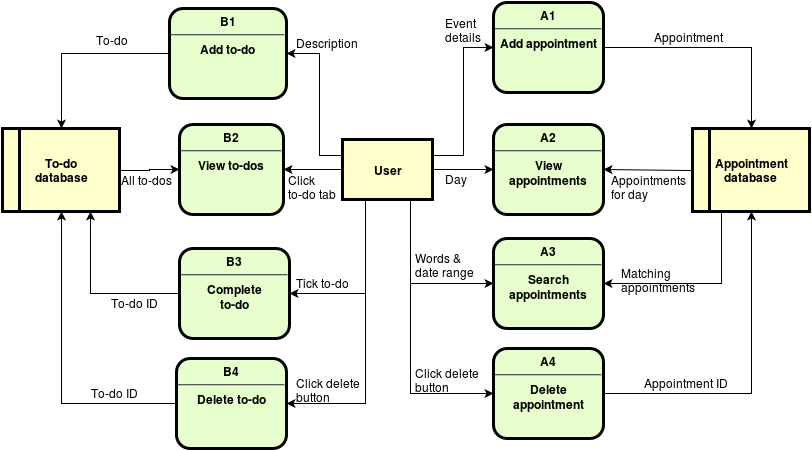 B1
Add to-do
To-do
Description
Event
details
A1
Add appointment
Appointment
To-do
database
All to-dos
B2
View to-dos
Click
to-do tab
User
Day
A2
View
appointments
Appointments
for day
Appointment
database
B3
Complete
to-do
To-do ID
Tick to-do
Words &
date range
A3
Search
appointments
Matching
appointments
B4
Delete to-do
To-do ID
Click delete
button
Click delete
button
A4
Delete
appointment
Appointment ID